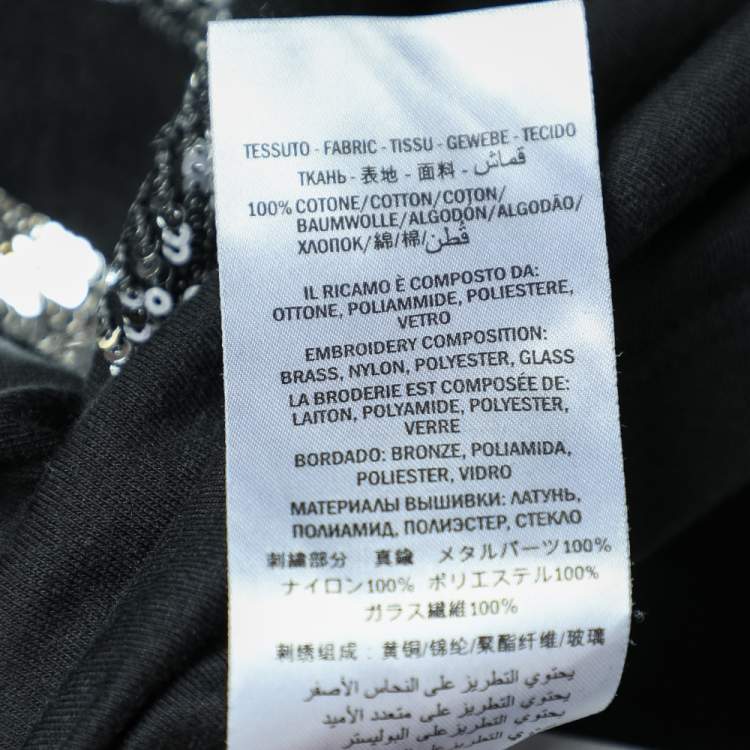 TESSUTO - FABRIC - TISSU - GEWEBE - TECIDO
ТКАНЬ - 表地 - 面料 - قماش
100% COTONE/COTTON/COTON/
BAUMWOLLE/ALGODÓN/ALGODÃO/
ХЛОПОК/綿/棉/قطن
IL RICAMO È COMPOSTO DA:
OTTONE, POLIAMMIDE, POLIESTERE,
VETRO
EMBROIDERY COMPOSITION:
BRASS, NYLON, POLYESTER, GLASS
LA BRODERIE EST COMPOSÉE DE:
LAITON, POLYAMIDE, POLYESTER,
VERRE
BORDADO: BRONZE, POLIAMIDA,
POLIESTER, VIDRO
МАТЕРИАЛЫ ВЫШИВКИ: ЛАТУНЬ,
ПОЛИАМИД, ПОЛИЭСТЕР, СТЕКЛО
刺繍部分 真鍮 メタルパーツ100%
ナイロン100% ポリエステル100%
ガラス繊維100%
刺绣组成：黄铜/锦纶/聚酯纤维/玻璃
يحتوي التطريز على النحاس الأصفر
يحتوي التطريز على متعدد الأميد
يحتوي التطريز على البوليستر